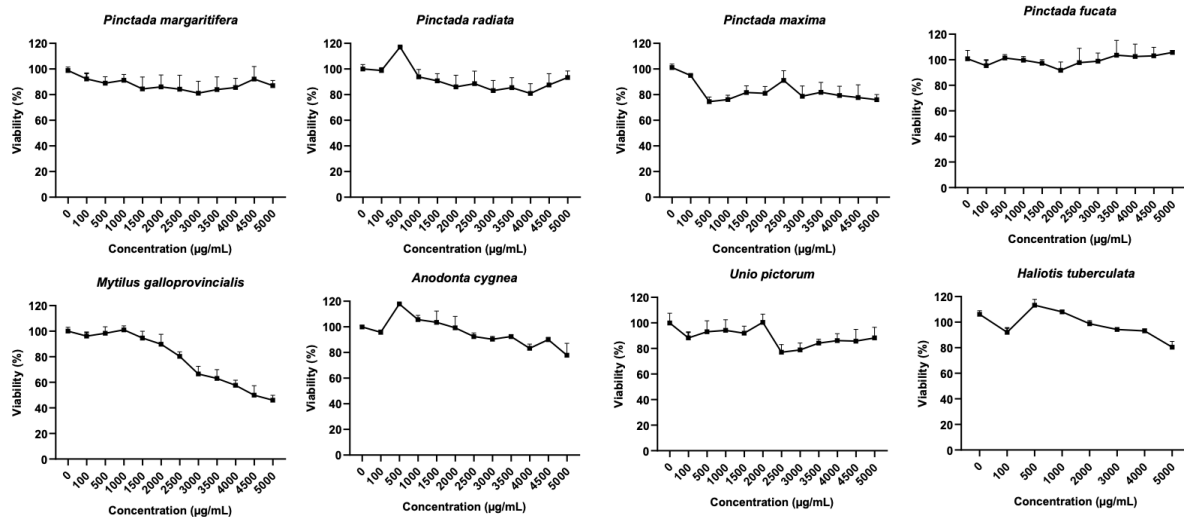 Pinctada margaritifera
Pinctada radiata
Pinctada maxima
Pinctada fucata
Viability (%)
120
100
80
60
40
20
0
0 100 500 1000 1500 2000 2500 3000 3500 4000 4500 5000
Concentration (µg/mL)
Viability (%)
120
100
80
60
40
20
0
0 100 500 1000 1500 2000 2500 3000 3500 4000 4500 5000
Concentration (µg/mL)
Viability (%)
120
100
80
60
40
20
0
0 100 500 1000 1500 2000 2500 3000 3500 4000 4500 5000
Concentration (µg/mL)
Viability (%)
120
100
80
60
40
20
0
0 100 500 1000 1500 2000 2500 3000 3500 4000 4500 5000
Concentration (µg/mL)
Mytilus galloprovincialis
Anodonta cygnea
Unio pictorum
Haliotis tuberculata
Viability (%)
120
100
80
60
40
20
0
0 100 500 1000 1500 2000 2500 3000 3500 4000 4500 5000
Concentration (µg/mL)
Viability (%)
120
100
80
60
40
20
0
0 100 500 1000 1500 2000 2500 3000 3500 4000 4500 5000
Concentration (µg/mL)
Viability (%)
120
100
80
60
40
20
0
0 100 500 1000 1500 2000 2500 3000 3500 4000 4500 5000
Concentration (µg/mL)
Viability (%)
120
100
80
60
40
20
0
0 100 500 1000 2000 3000 4000 5000
Concentration (µg/mL)